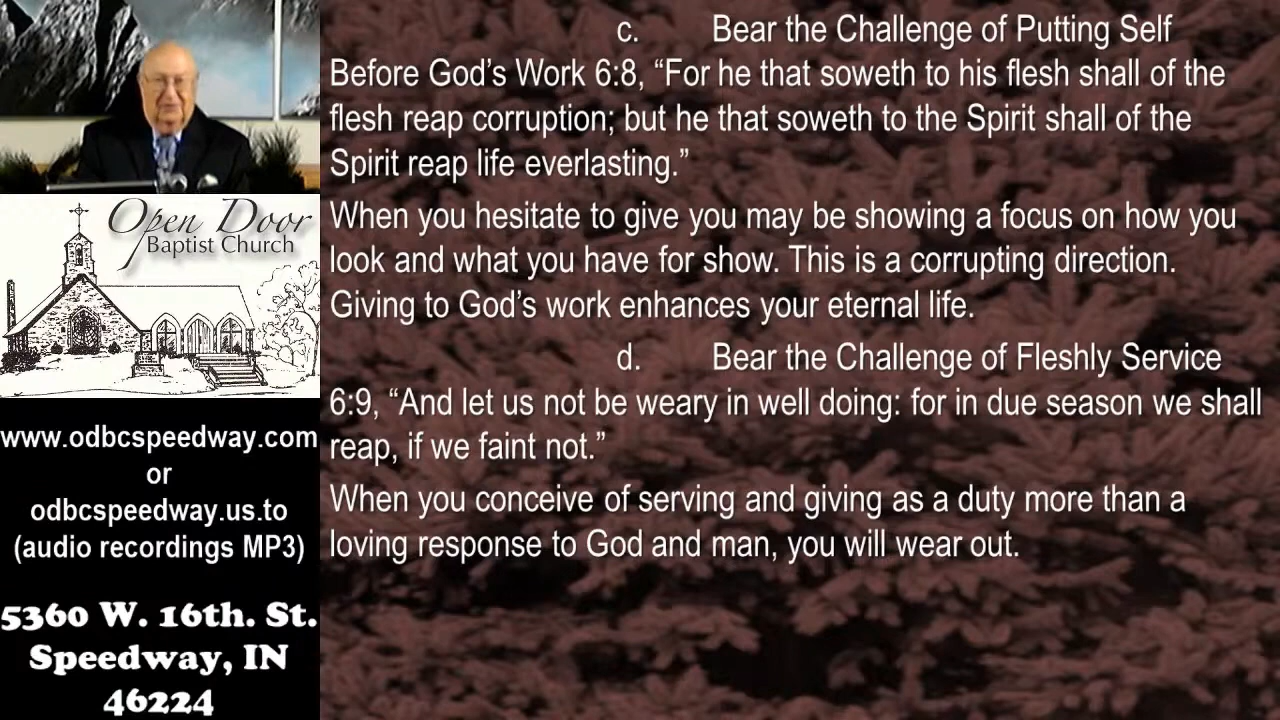 Open Door
Baptist Church
www.odbcspeedway.com
or
odbcspeedway.us.to
(audio recordings MP3)
5360 W. 16th. St.
Speedway, IN
46224
c. Bear the Challenge of Putting Self
Before God’s Work 6:8, “For he that soweth to his flesh shall of the
flesh reap corruption; but he that soweth to the Spirit shall of the
Spirit reap life everlasting.”
When you hesitate to give you may be showing a focus on how you
look and what you have for show. This is a corrupting direction.
Giving to God’s work enhances your eternal life.
d. Bear the Challenge of Fleshly Service
6:9, “And let us not be weary in well doing: for in due season we shall
reap, if we faint not.”
When you conceive of serving and giving as a duty more than a
loving response to God and man, you will wear out.